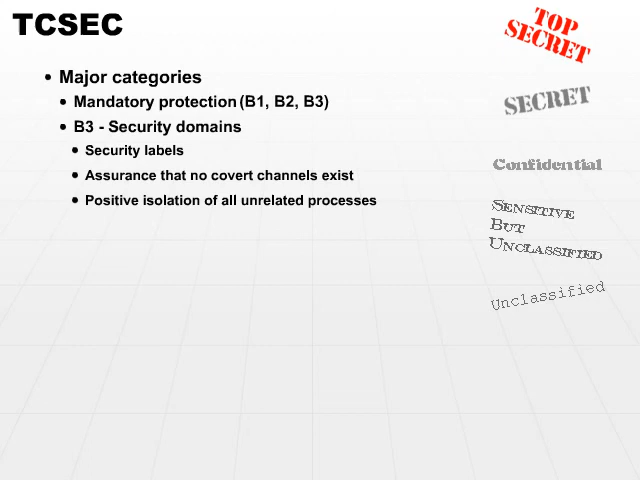 TCSEC
TOP
SECRET
• Major categories
• Mandatory protection (B1, B2, B3)
SECRET
• B3 - Security domains
• Security labels
Confidential
• Assurance that no covert channels exist
• Positive isolation of all unrelated processes
SENSITIVE
BUT
UNCLASSIFIED
Unclassified